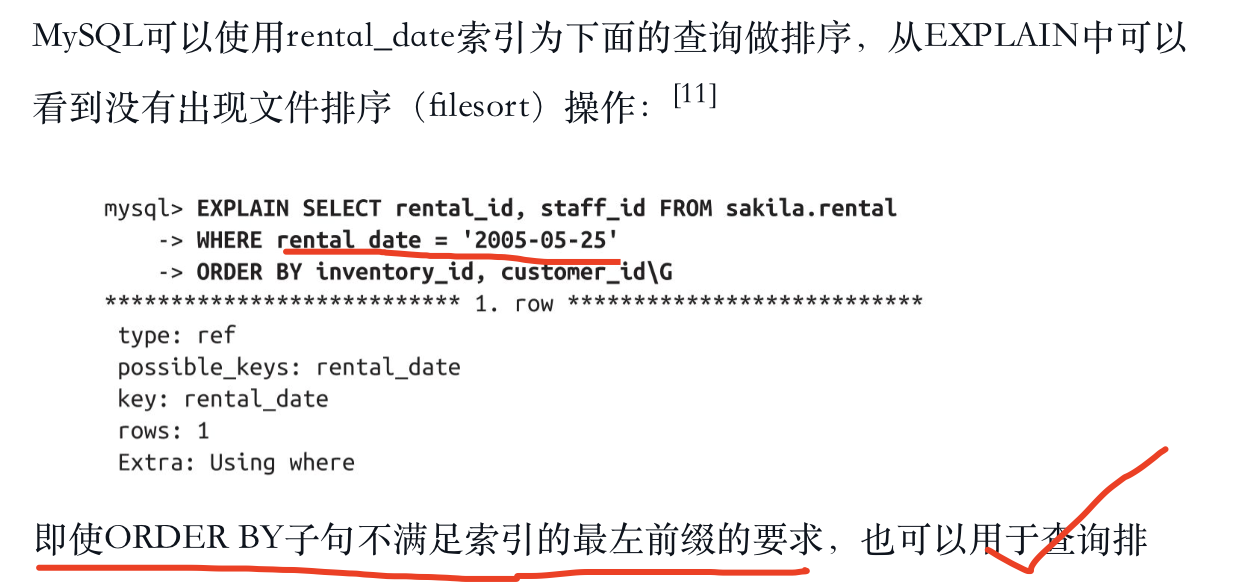 MySQL可以使用rental_date索引为下面的查询做排序，从EXPLAIN中可以
看到没有出现文件排序（filesort）操作：[11]
mysql> EXPLAIN SELECT rental_id, staff_id FROM sakila.rental
-> WHERE rental_date = '2005-05-25'
-> ORDER BY inventory_id, customer_id\G
*************************** 1. row ***************************
type: ref
possible_keys: rental_date
key: rental_date
rows: 1
Extra: Using where
即使ORDER BY子句不满足索引的最左前缀的要求，也可以用于查询排